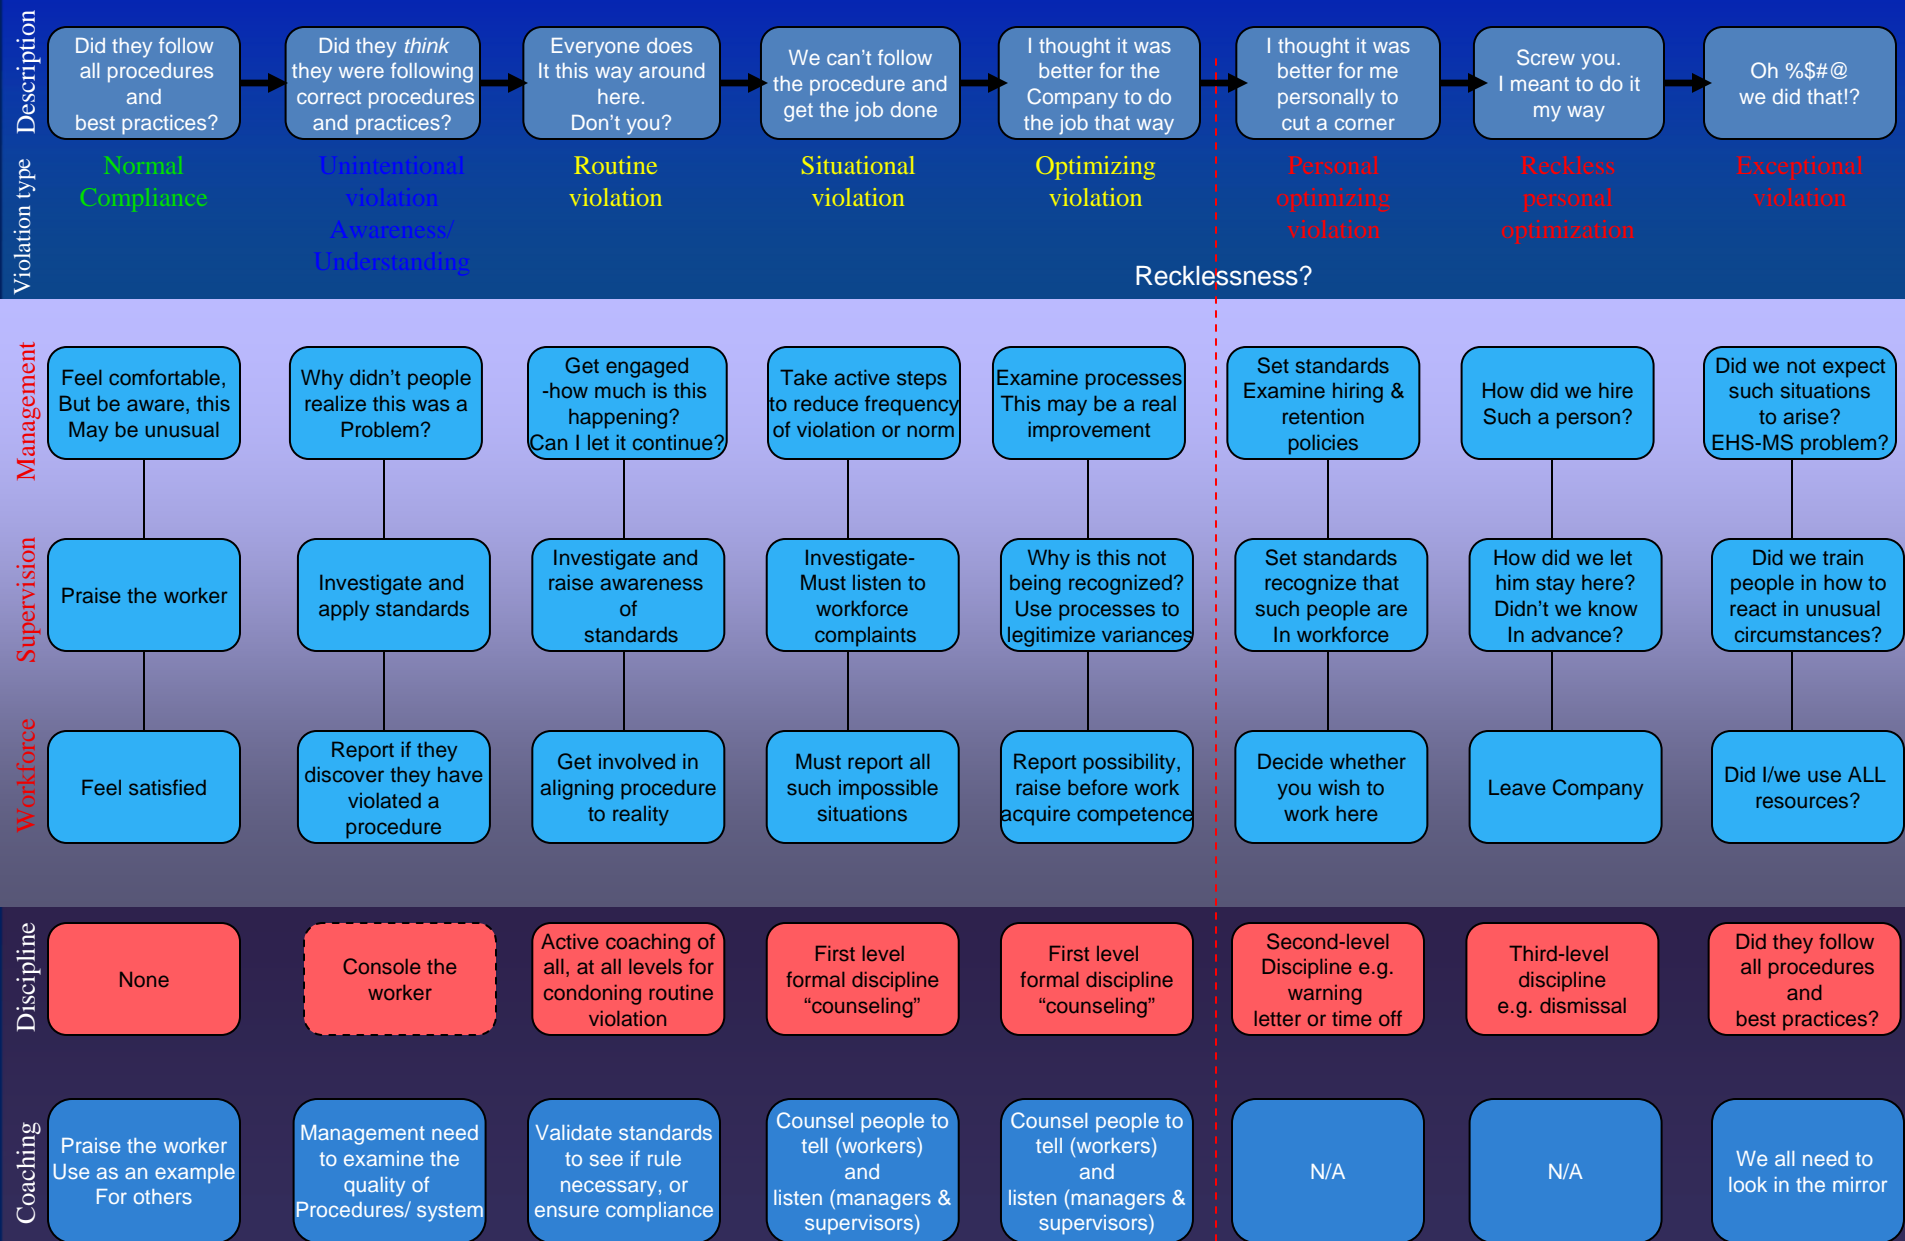 Description
Did they follow
all procedures
and
best practices?
Did they think
they were following
correct procedures
and practices?
Everyone does
It this way around
here.
Don't you?
We can't follow
the procedure and
get the job done
I thought it was
better for the
Company to do
the job that way
I thought it was
better for me
personally to
cut a corner
Screw you.
I meant to do it
my way
Oh %$#@
we did that!?
Violation type
Normal
Compliance
Unintentional
violation
Awareness/
Understanding
Routine
violation
Situational
violation
Optimizing
violation
Personal
optimizing
violation
Reckless
personal
optimization
Exceptional
violation
Recklessness?
Management
Feel comfortable,
But be aware, this
May be unusual
Why didn't people
realize this was a
Problem?
Get engaged
-how much is this
happening?
Can I let it continue?
Take active steps
to reduce frequency
of violation or norm
Examine processes
This may be a real
improvement
Set standards
Examine hiring &
retention
policies
How did we hire
Such a person?
Did we not expect
such situations
to arise?
EHS-MS problem?
Supervision
Praise the worker
Investigate and
apply standards
Investigate and
raise awareness
of
standards
Investigate-
Must listen to
workforce
complaints
Why is this not
being recognized?
Use processes to
legitimize variances
Set standards
recognize that
such people are
In workforce
How did we let
him stay here?
Didn't we know
In advance?
Did we train
people in how to
react in unusual
circumstances?
Workforce
Feel satisfied
Report if they
discover they have
violated a
procedure
Get involved in
aligning procedure
to reality
Must report all
such impossible
situations
Report possibility,
raise before work
acquire competence
Decide whether
you wish to
work here
Leave Company
Did I/we use ALL
resources?
Discipline
None
Console the
worker
Active coaching of
all, at all levels for
condoning routine
violation
First level
formal discipline
“counseling”
First level
formal discipline
“counseling”
Second-level
Discipline e.g.
warning
letter or time off
Third-level
discipline
e.g. dismissal
Did they follow
all procedures
and
best practices?
Coaching
Praise the worker
Use as an example
For others
Management need
to examine the
quality of
Procedures/ system
Validate standards
to see if rule
necessary, or
ensure compliance
Counsel people to
tell (workers)
and
listen (managers &
supervisors)
Counsel people to
tell (workers)
and
listen (managers &
supervisors)
N/A
N/A
We all need to
look in the mirror